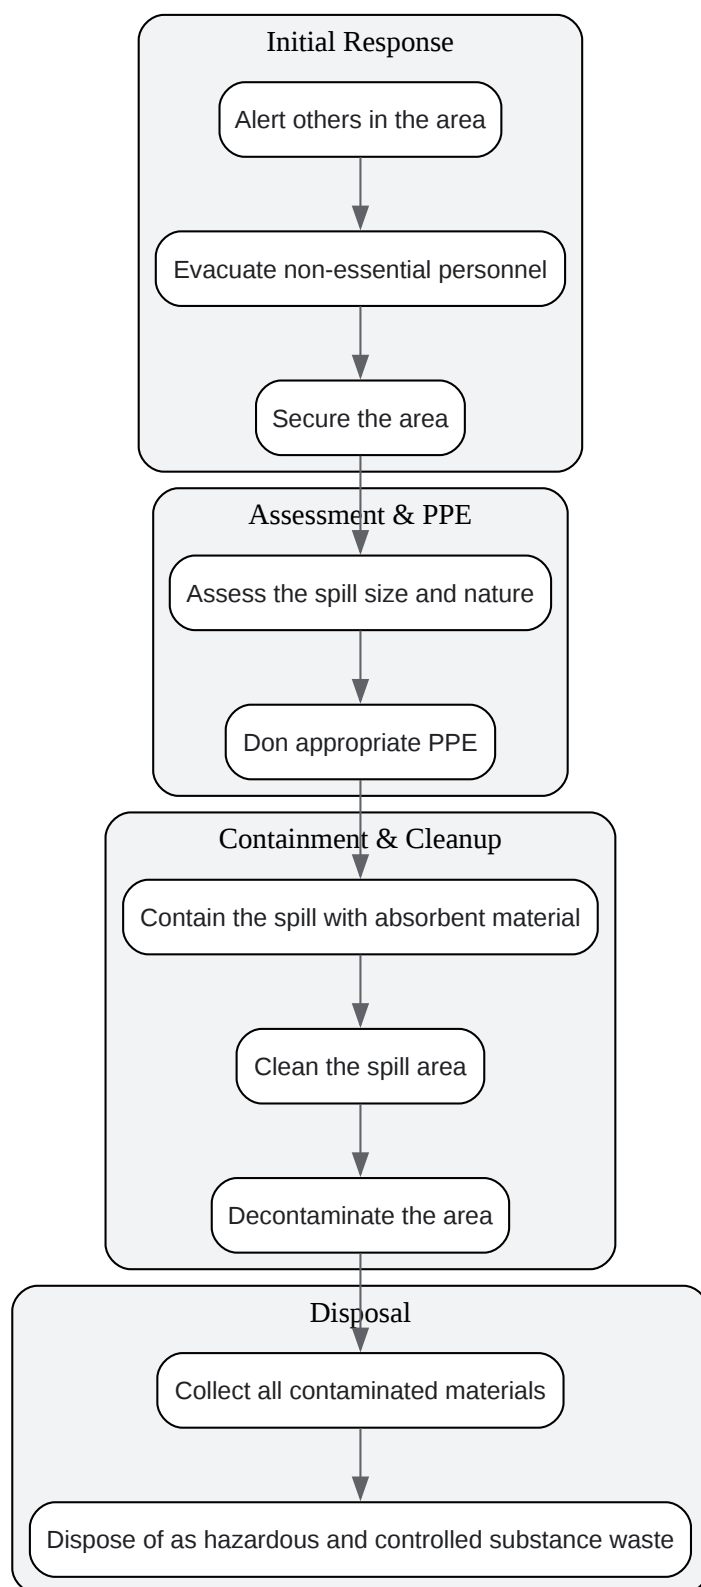 Initial Response
Alert others in the area
Evacuate non-essential personnel
Secure the area
Assessment & PPE
Assess the spill size and nature
Don appropriate PPE
Containment & Cleanup
Contain the spill with absorbent material
Clean the spill area
Decontaminate the area
Disposal
Collect all contaminated materials
Dispose of as hazardous and controlled substance waste